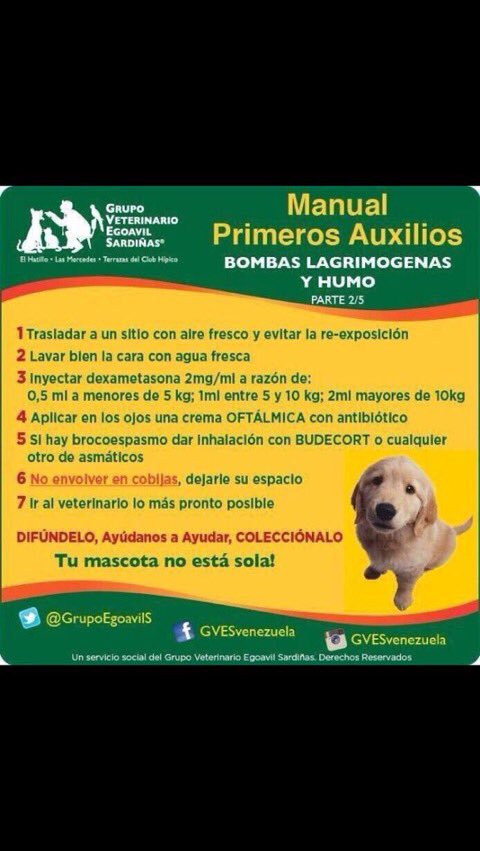 GRUPO
VETERINARIO
EGOAVIL
SARDIÑAS®
El Hatillo • Las Mercedes • Terrazas del Club Hípico
Manual
Primeros Auxilios
BOMBAS LAGRIMOGENAS
Y HUMO
PARTE 2/5
1 Trasladar a un sitio con aire fresco y evitar la re-exposición
2 Lavar bien la cara con agua fresca
3 Inyectar dexametasona 2mg/ml a razón de:
0,5 ml a menores de 5 kg; 1ml entre 5 y 10 kg; 2ml mayores de 10kg
4 Aplicar en los ojos una crema OFTÁLMICA con antibiótico
5 Si hay brocoespasmo dar inhalación con BUDECORT o cualquier
otro de asmáticos
6 No envolver en cobijas, dejarle su espacio
7 Ir al veterinario lo más pronto posible
DIFÚNDELO, Ayúdanos a Ayudar, COLECCIÓNALO
Tu mascota no está sola!
@GrupoEgoavilS
GVESvenezuela
GVESvenezuela
Un servicio social del Grupo Veterinario Egoavil Sardiñas. Derechos Reservados